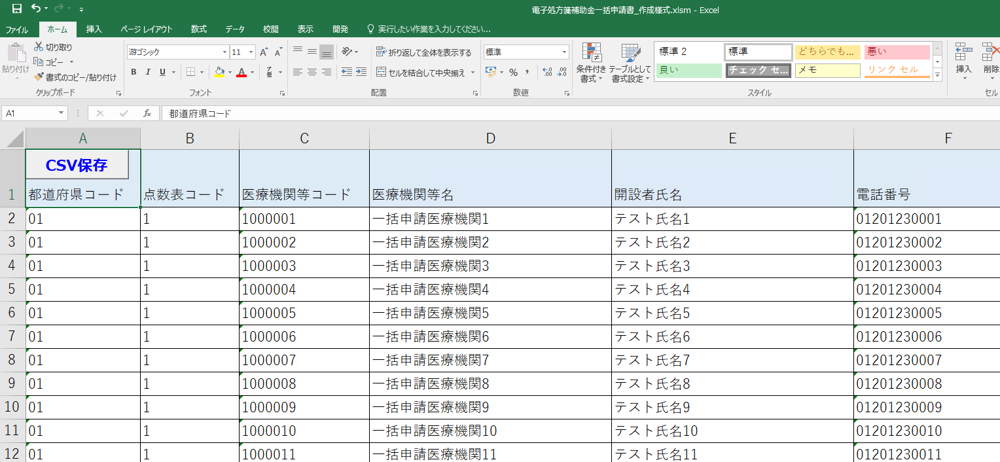 電子処方箋補助金一括申請書_作成様式.xlsm - Excel
ファイル ホーム 挿入 ページ レイアウト 数式 データ 校閲 表示 開発 実行したい作業を入力してください...
貼り付け 切り取り コピー 書式のコピー/貼り付け クリップボード
游ゴシック 11 A A B I U A フォント
折り返して全体を表示する セルを結合して中央揃え 配置
標準 % , .0 .00 .00 .0 数値
条件付き書式 テーブルとして書式設定
標準 2 標準 どちらでも... 悪い
良い チェック セ... メモ リンク セル
スタイル
挿入 削除 セル
A1 fx 都道府県コード
A B C D E F
CSV保存
1 都道府県コード 点数表コード 医療機関等コード 医療機関等名 開設者氏名 電話番号
2 01 1 1000001 一括申請医療機関1 テスト氏名1 01201230001
3 01 1 1000002 一括申請医療機関2 テスト氏名2 01201230002
4 01 1 1000003 一括申請医療機関3 テスト氏名3 01201230003
5 01 1 1000004 一括申請医療機関4 テスト氏名4 01201230004
6 01 1 1000005 一括申請医療機関5 テスト氏名5 01201230005
7 01 1 1000006 一括申請医療機関6 テスト氏名6 01201230006
8 01 1 1000007 一括申請医療機関7 テスト氏名7 01201230007
9 01 1 1000008 一括申請医療機関8 テスト氏名8 01201230008
10 01 1 1000009 一括申請医療機関9 テスト氏名9 01201230009
11 01 1 1000010 一括申請医療機関10 テスト氏名10 01201230010
12 01 1 1000011 一括申請医療機関11 テスト氏名11 01201230011